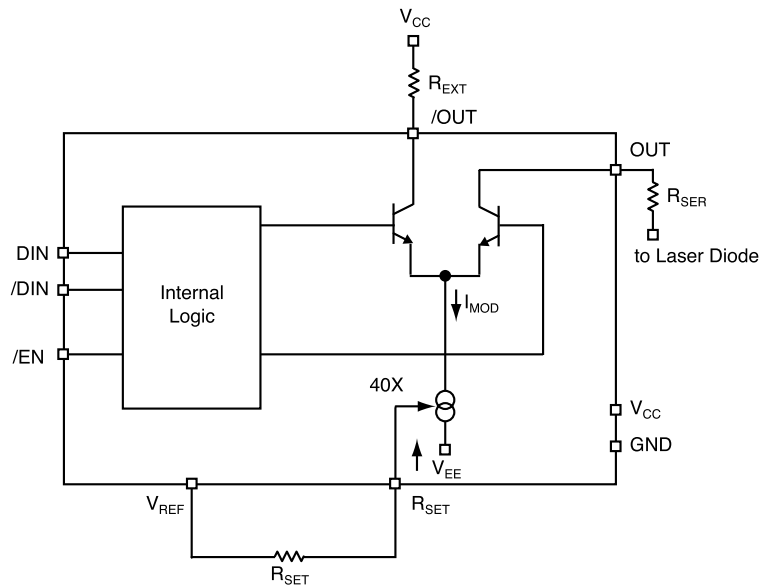 VCC
REXT
/OUT
OUT
RSER
to Laser Diode
DIN
/DIN
/EN
Internal
Logic
IMOD
40X
VCC
GND
VEE
VREF
RSET
RSET